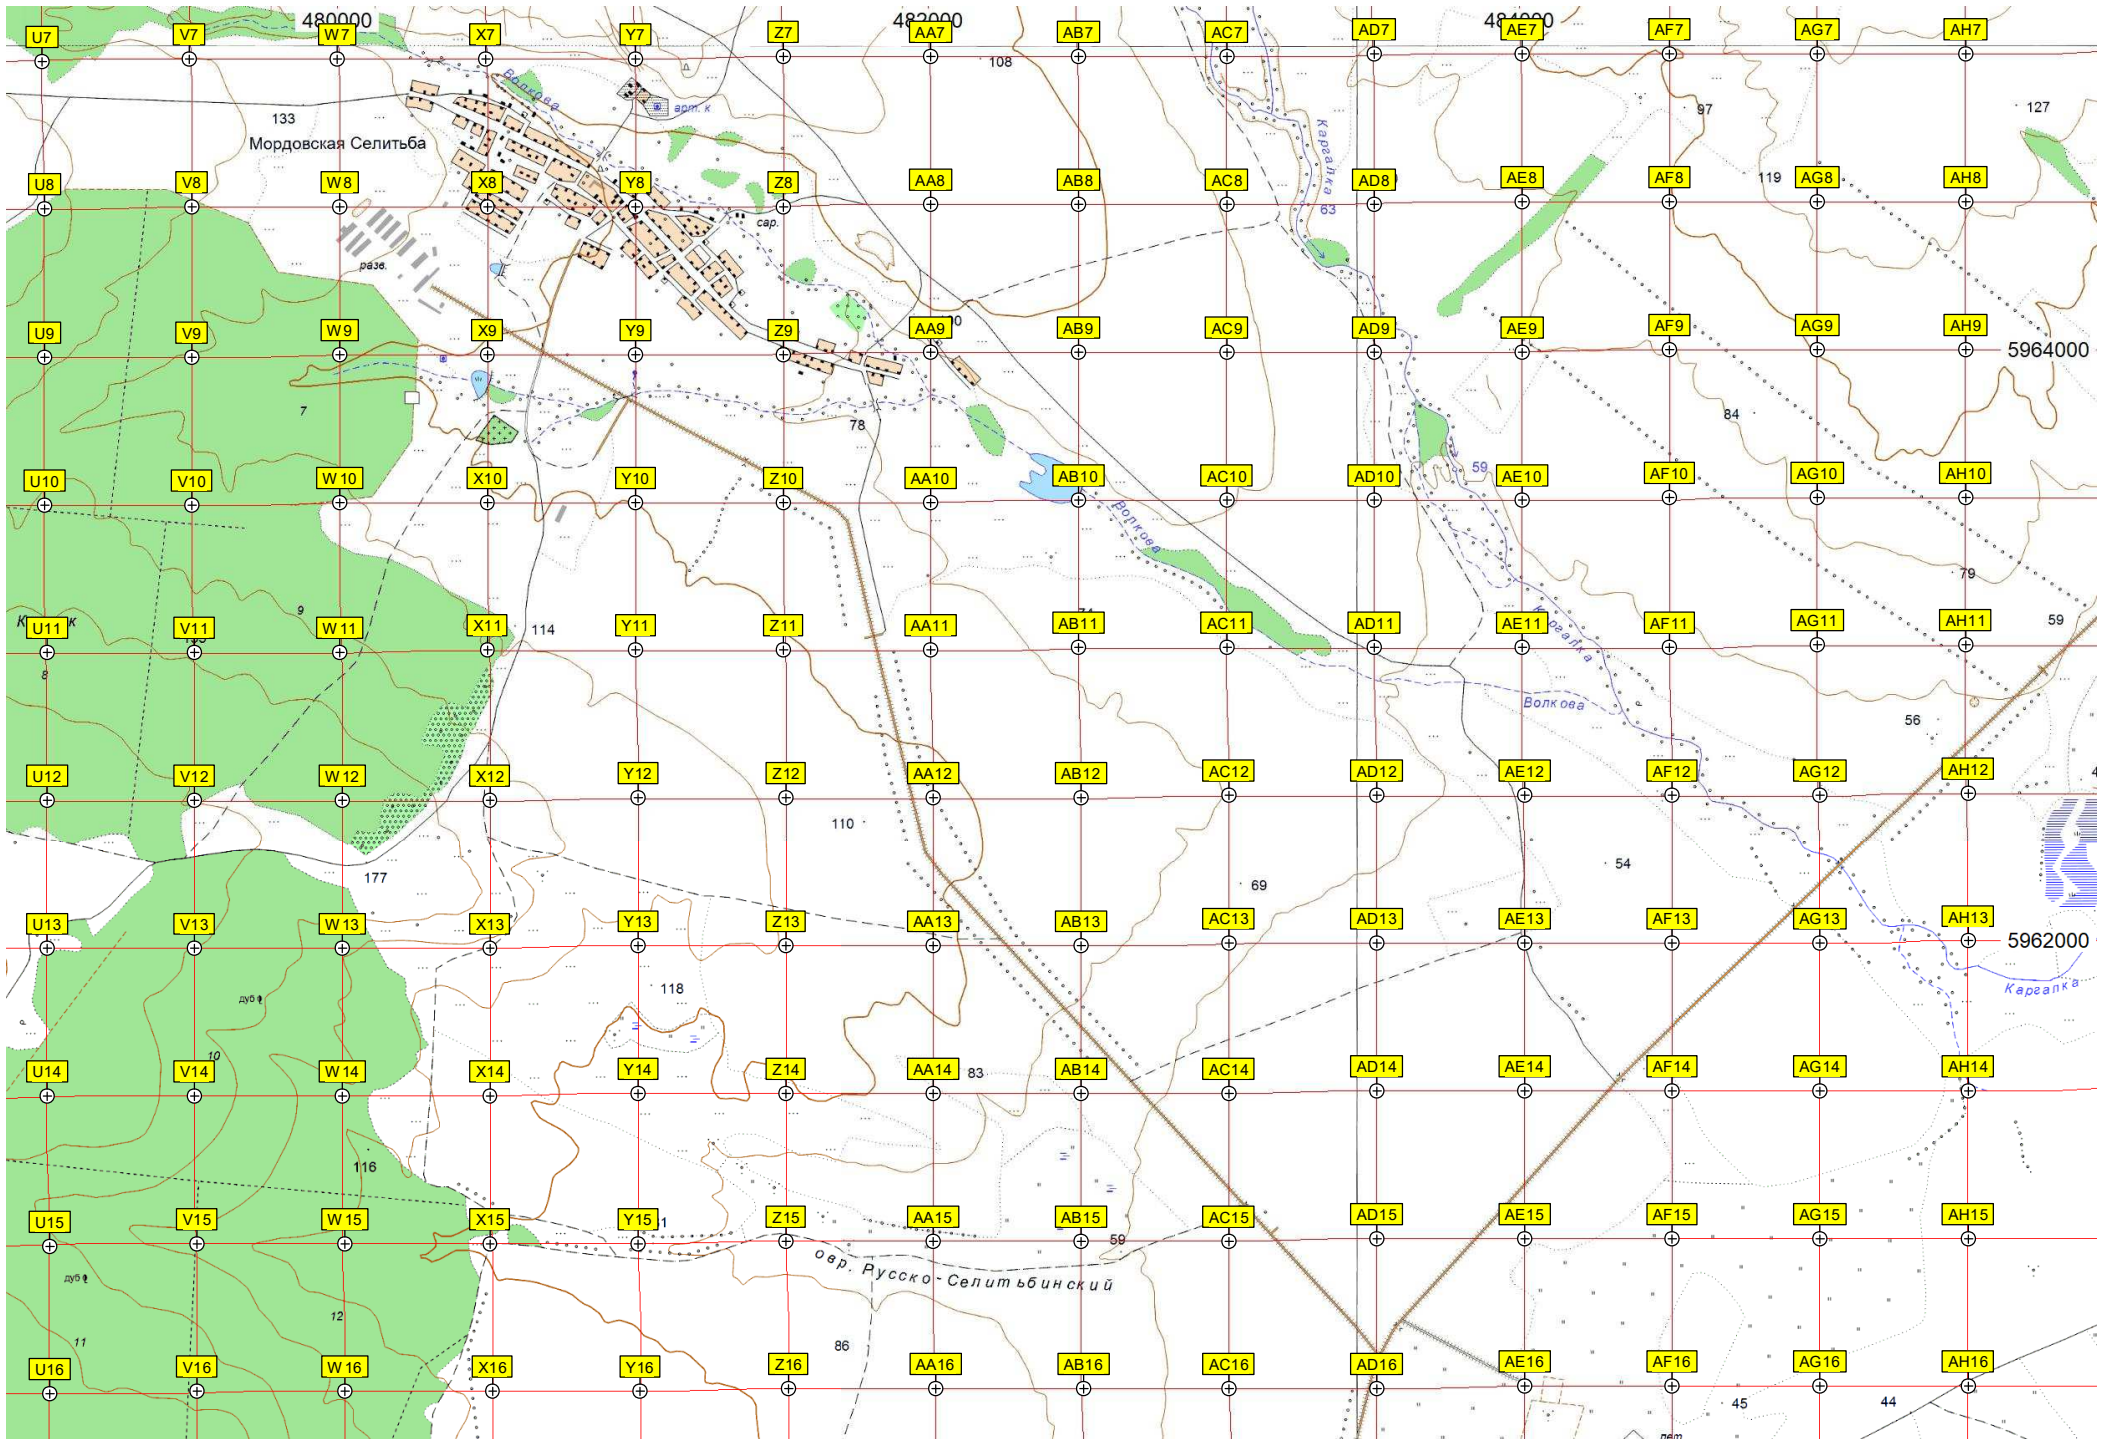 480000 482000 484000
U7 V7 W7 X7 Y7 Z7 AA7 AB7 AC7 AD7 AE7 AF7 AG7 AH7
108
Волкова
арт. к
97
127
133
Мордовская Селитьба
Каргалка
119
U8 V8 W8 X8 Y8 Z8 AA8 AB8 AC8 AD8 AE8 AF8 AG8 AH8
63
сар.
разв.
U9 V9 W9 X9 Y9 Z9 AA9 AB9 AC9 AD9 AE9 AF9 AG9 AH9
5964000
7
78
84
59
U10 V10 W10 X10 Y10 Z10 AA10 AB10 AC10 AD10 AE10 AF10 AG10 AH10
Волкова
79
9
114
59
U11 V11 W11 X11 Y11 Z11 AA11 AB11 AC11 AD11 AE11 AF11 AG11 AH11
Каргалка
8
Волкова
56
U12 V12 W12 X12 Y12 Z12 AA12 AB12 AC12 AD12 AE12 AF12 AG12 AH12
110
54
177
69
U13 V13 W13 X13 Y13 Z13 AA13 AB13 AC13 AD13 AE13 AF13 AG13 AH13
5962000
дуб
118
Каргалка
10
83
U14 V14 W14 X14 Y14 Z14 AA14 AB14 AC14 AD14 AE14 AF14 AG14 AH14
116
U15 V15 W15 X15 Y15 Z15 AA15 AB15 AC15 AD15 AE15 AF15 AG15 AH15
59
овр. Русско-Селитьбинский
дуб
12
11
86
U16 V16 W16 X16 Y16 Z16 AA16 AB16 AC16 AD16 AE16 AF16 AG16 AH16
45
44